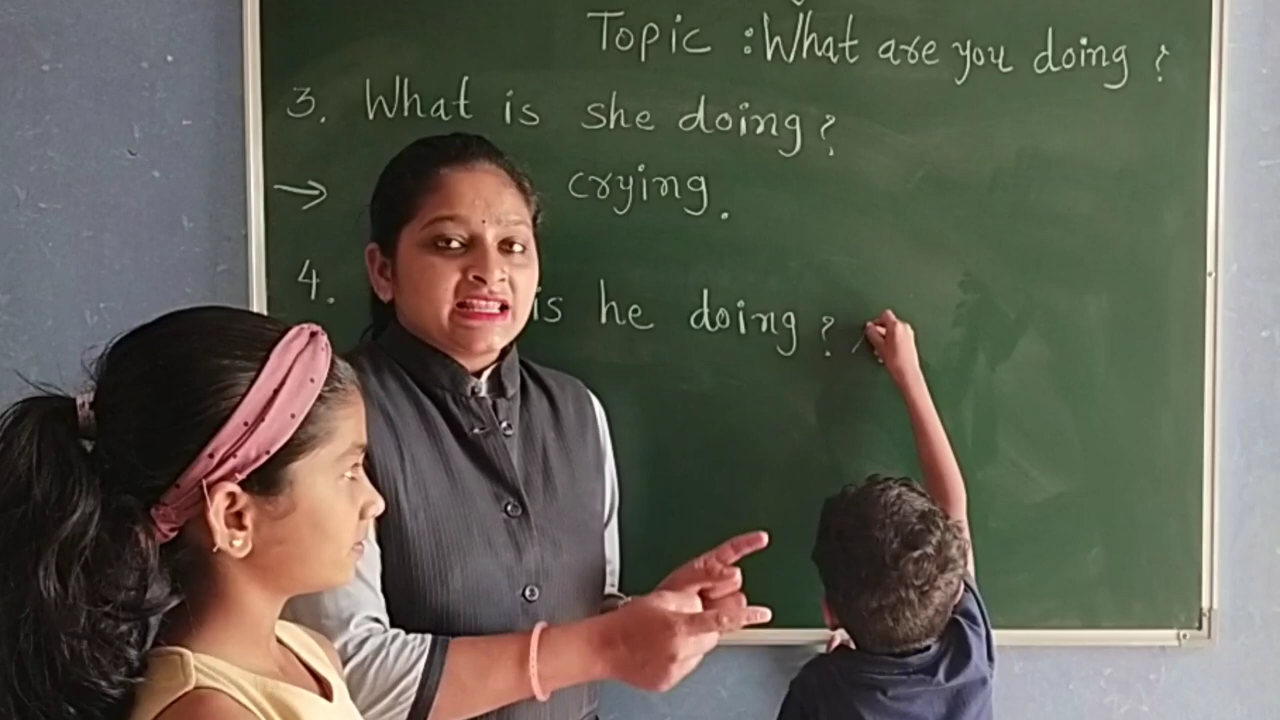 Topic : What are you doing ?
3. What is she doing ?
→ crying.
4. is he doing ?